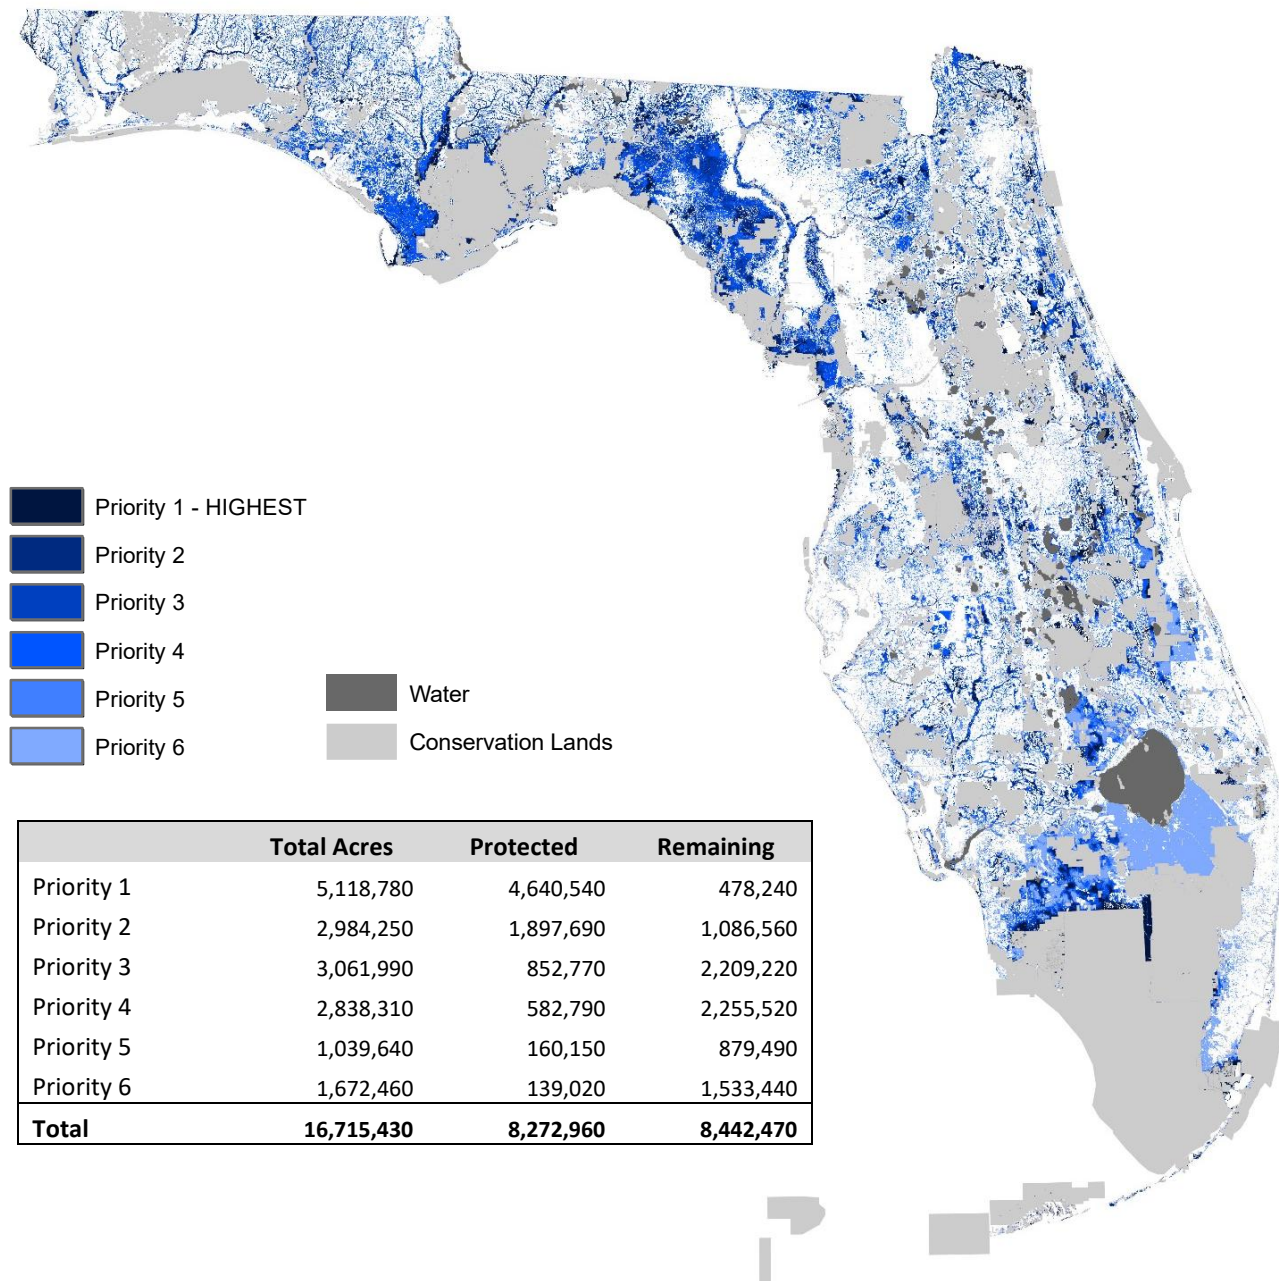 Priority 1 - HIGHEST
Priority 2
Priority 3
Priority 4
Priority 5
Priority 6
Water
Conservation Lands
Total Acres Protected Remaining
Priority 1 5,118,780 4,640,540 478,240
Priority 2 2,984,250 1,897,690 1,086,560
Priority 3 3,061,990 852,770 2,209,220
Priority 4 2,838,310 582,790 2,255,520
Priority 5 1,039,640 160,150 879,490
Priority 6 1,672,460 139,020 1,533,440
Total 16,715,430 8,272,960 8,442,470